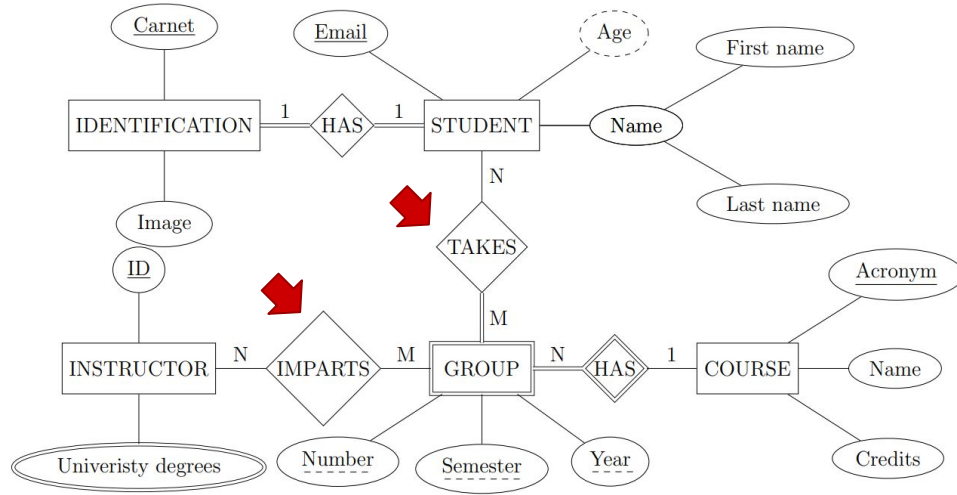 Carnet
Email
Age
First name
IDENTIFICATION
1
HAS
1
STUDENT
Name
N
Image
Last name
TAKES
ID
Acronym
M
INSTRUCTOR
N
IMPARTS
M
GROUP
N
HAS
1
COURSE
Name
Univeristy degrees
Number
Semester
Year
Credits